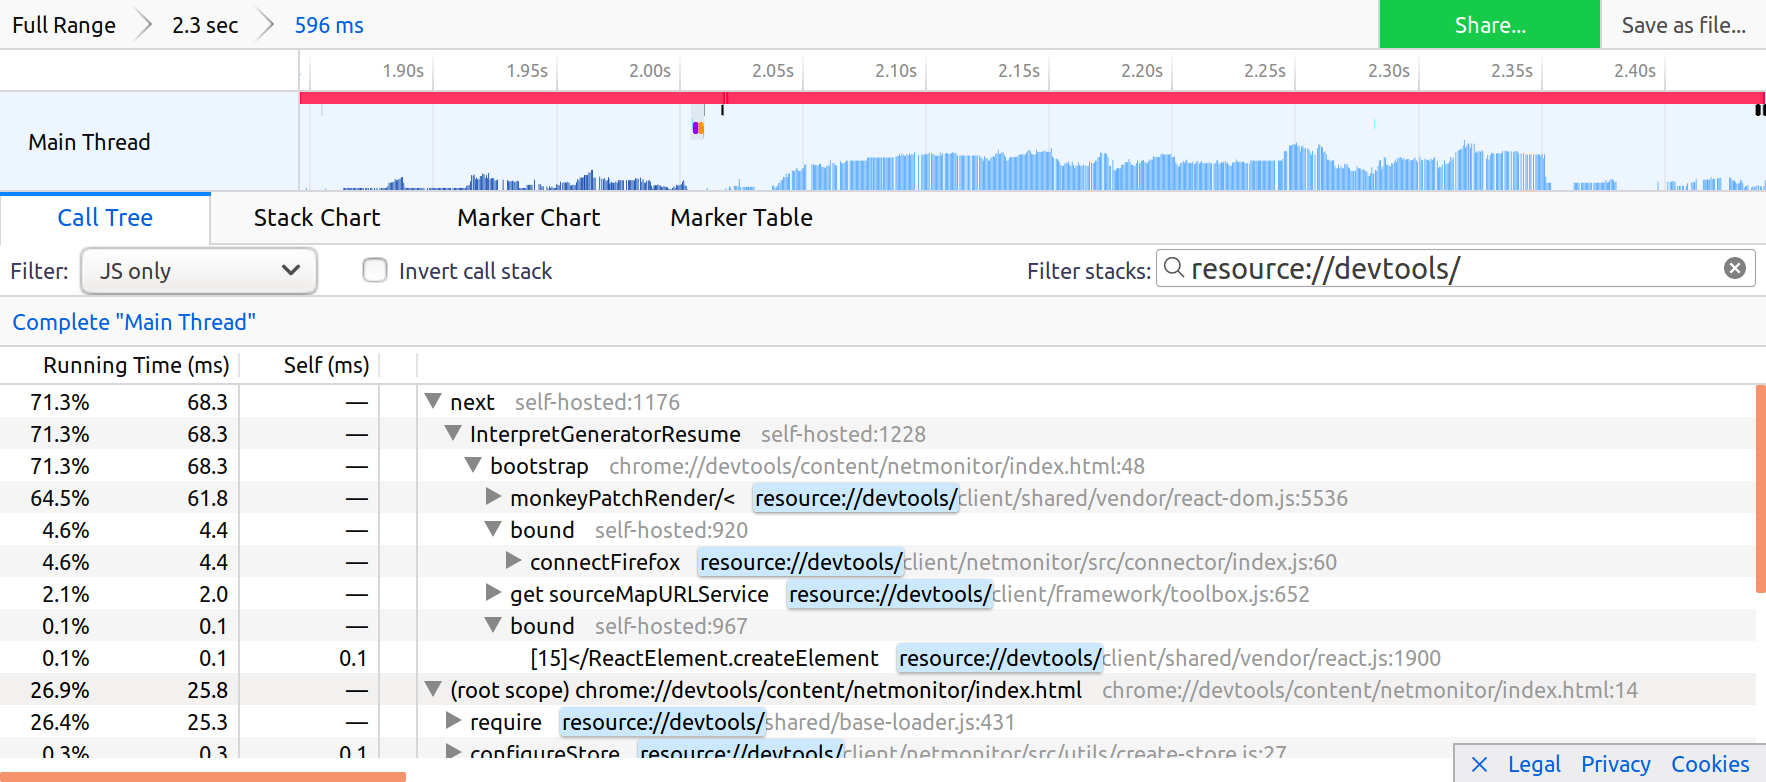 Full Range 2.3 sec 596 ms Share... Save as file...
1.90s 1.95s 2.00s 2.05s 2.10s 2.15s 2.20s 2.25s 2.30s 2.35s 2.40s
Main Thread
Call Tree Stack Chart Marker Chart Marker Table
Filter: JS only Invert call stack Filter stacks: resource://devtools/
Complete "Main Thread"
Running Time (ms) Self (ms)
71.3% 68.3 — next self-hosted:1176
71.3% 68.3 — InterpretGeneratorResume self-hosted:1228
71.3% 68.3 — bootstrap chrome://devtools/content/netmonitor/index.html:48
64.5% 61.8 — monkeyPatchRender/< resource://devtools/client/shared/vendor/react-dom.js:5536
4.6% 4.4 — bound self-hosted:920
4.6% 4.4 — connectFirefox resource://devtools/client/netmonitor/src/connector/index.js:60
2.1% 2.0 — get sourceMapURLService resource://devtools/client/framework/toolbox.js:652
0.1% 0.1 — bound self-hosted:967
0.1% 0.1 0.1 [15]</ReactElement.createElement resource://devtools/client/shared/vendor/react.js:1900
26.9% 25.8 — (root scope) chrome://devtools/content/netmonitor/index.html chrome://devtools/content/netmonitor/index.html:14
26.4% 25.3 — require resource://devtools/shared/base-loader.js:431
0.3% 0.3 0.1 configureStore resource://devtools/client/netmonitor/src/utils/create-store.js:27
Legal Privacy Cookies